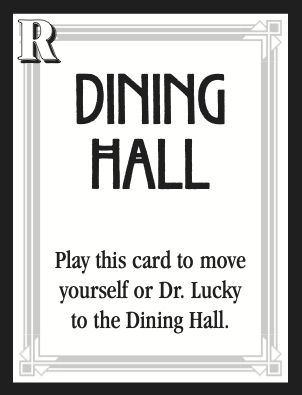 R
DINING
HALL
Play this card to move
yourself or Dr. Lucky
to the Dining Hall.